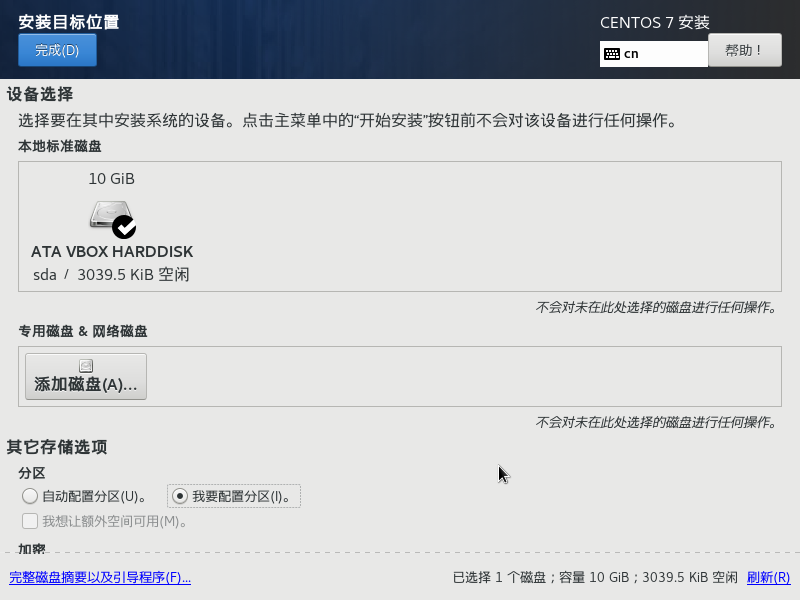 安装目标位置
CENTOS 7 安装
完成(D)
cn
帮助！
设备选择
选择要在其中安装系统的设备。点击主菜单中的“开始安装”按钮前不会对该设备进行任何操作。
本地标准磁盘
10 GiB
ATA VBOX HARDDISK
sda / 3039.5 KiB 空闲
不会对未在此处选择的磁盘进行任何操作。
专用磁盘 & 网络磁盘
添加磁盘(A)...
不会对未在此处选择的磁盘进行任何操作。
其它存储选项
分区
自动配置分区(U)。
我要配置分区(I)。
我想让额外空间可用(M)。
加密
完整磁盘摘要以及引导程序(F)...
已选择 1 个磁盘；容量 10 GiB；3039.5 KiB 空闲
刷新(R)